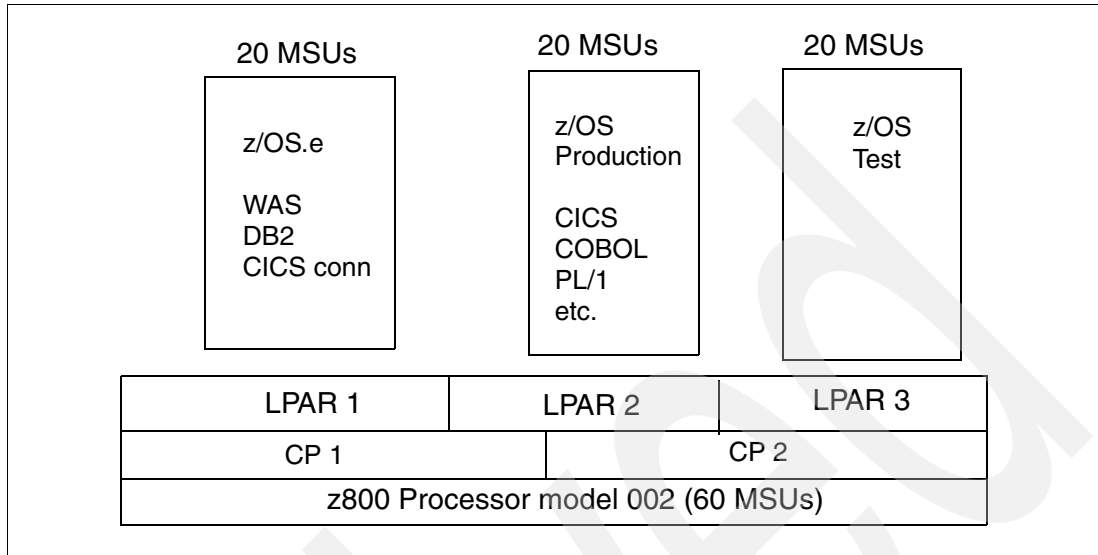 20 MSUs
20 MSUs
20 MSUs
z/OS.e
WAS
DB2
CICS conn
z/OS
Production
CICS
COBOL
PL/1
etc.
z/OS
Test
LPAR 1
LPAR 2
LPAR 3
CP 1
CP 2
z800 Processor model 002 (60 MSUs)